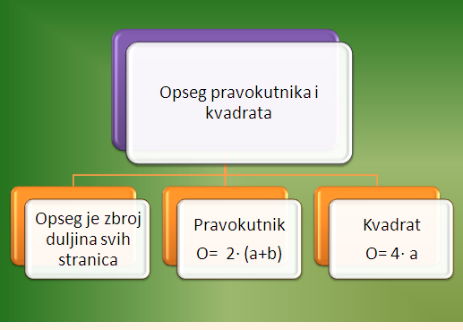 Opseg pravokutnika i
kvadrata
Opseg je zbroj
duljina svih
stranica
Pravokutnik
O=  2· (a+b)
Kvadrat
O= 4· a